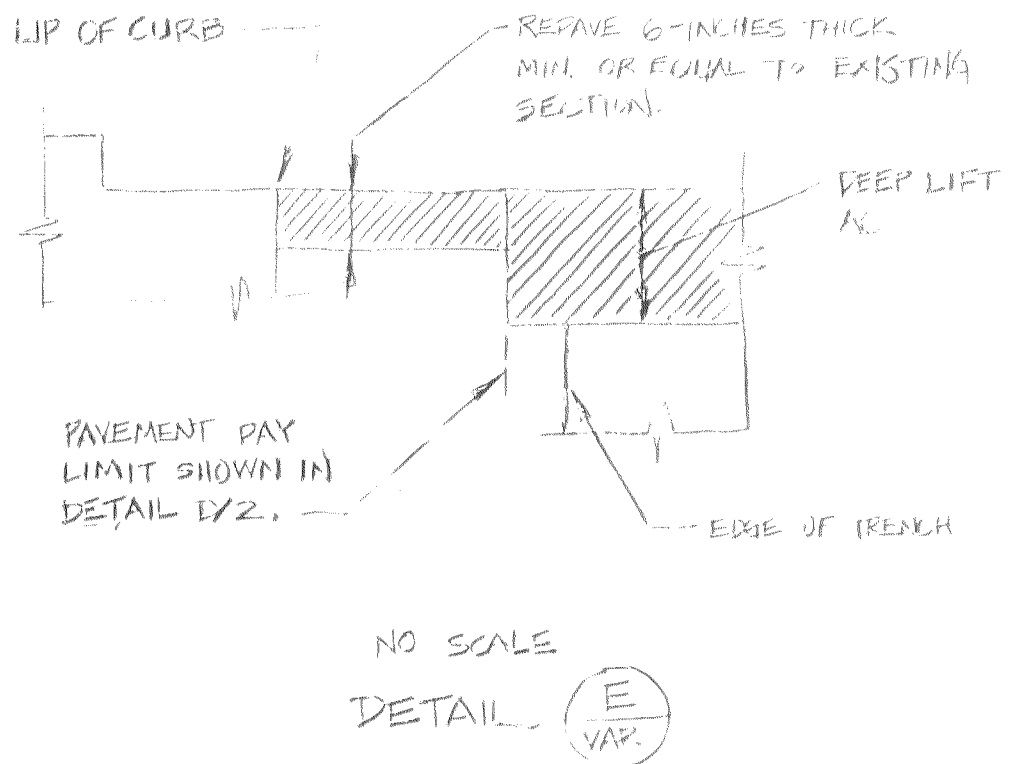 LIP OF CURB
REPAVE 6-INCHES THICK
MIN. OR EQUAL TO EXISTING
SECTION.
DEEP LIFT
AC
PAVEMENT PAY
LIMIT SHOWN IN
DETAIL D/2.
EDGE OF TRENCH
NO SCALE
DETAIL E
VAR.